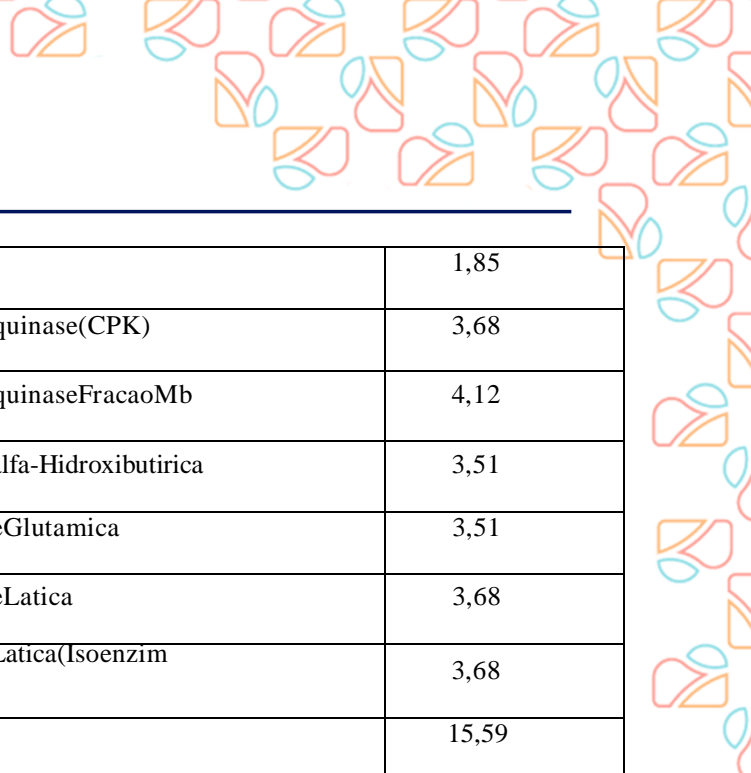 1,85
quinase(CPK) 3,68
quinaseFracaoMb 4,12
alfa-Hidroxibutirica 3,51
eGlutamica 3,51
eLatica 3,68
Latica(Isoenzim 3,68
15,59